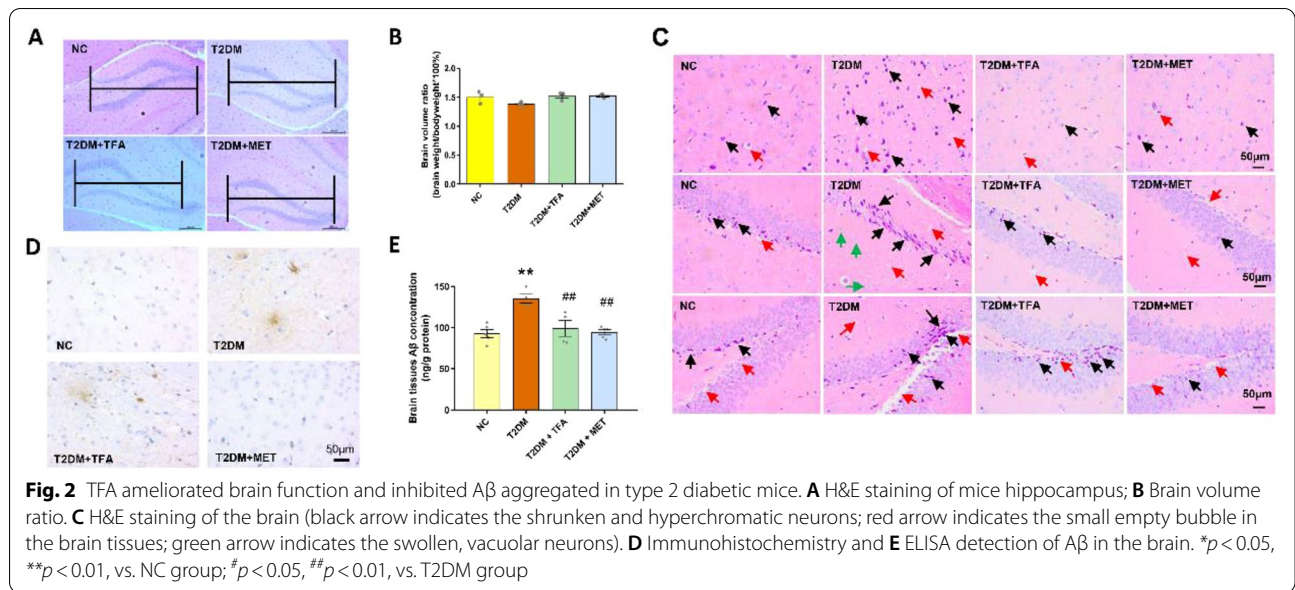 A
NC
T2DM
T2DM+TFA
T2DM+MET
B
Brain volume ratio
(brain weight/bodyweight*100%)
2.0
1.5
1.0
0.5
0.0
NC
T2DM
T2DM+TFA
T2DM+MET
C
NC
T2DM
T2DM+TFA
T2DM+MET
50μm
NC
T2DM
T2DM+TFA
T2DM+MET
50μm
NC
T2DM
T2DM+TFA
T2DM+MET
50μm
D
NC
T2DM
T2DM+TFA
T2DM+MET
50μm
E
Brain tissues Aβ concentration
(ng/g protein)
150
100
50
0
**
##
##
NC
T2DM
T2DM + TFA
T2DM + MET
Fig. 2 TFA ameliorated brain function and inhibited Aβ aggregated in type 2 diabetic mice. A H&E staining of mice hippocampus; B Brain volume
ratio. C H&E staining of the brain (black arrow indicates the shrunken and hyperchromatic neurons; red arrow indicates the small empty bubble in
the brain tissues; green arrow indicates the swollen, vacuolar neurons). D Immunohistochemistry and E ELISA detection of Aβ in the brain. *p < 0.05,
**p < 0.01, vs. NC group; #p < 0.05, ##p < 0.01, vs. T2DM group